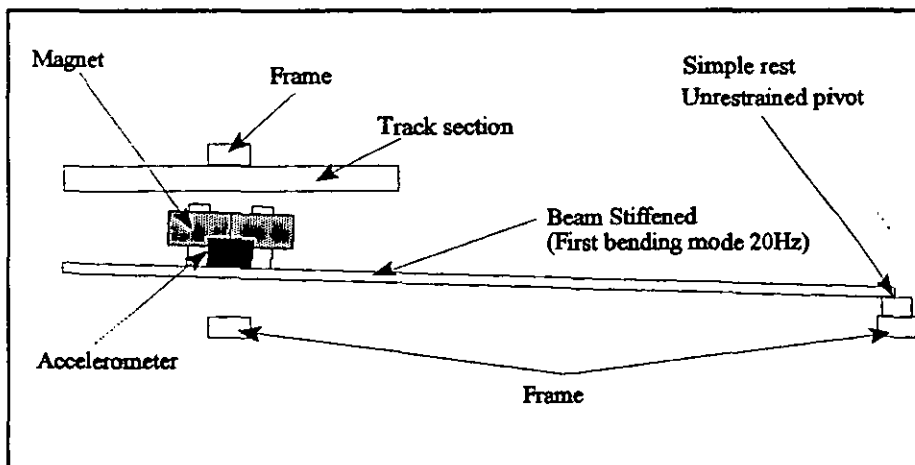 Magnet
Frame
Track section
Simple rest
Unrestrained pivot
Beam Stiffened
(First bending mode 20Hz)
Accelerometer
Frame